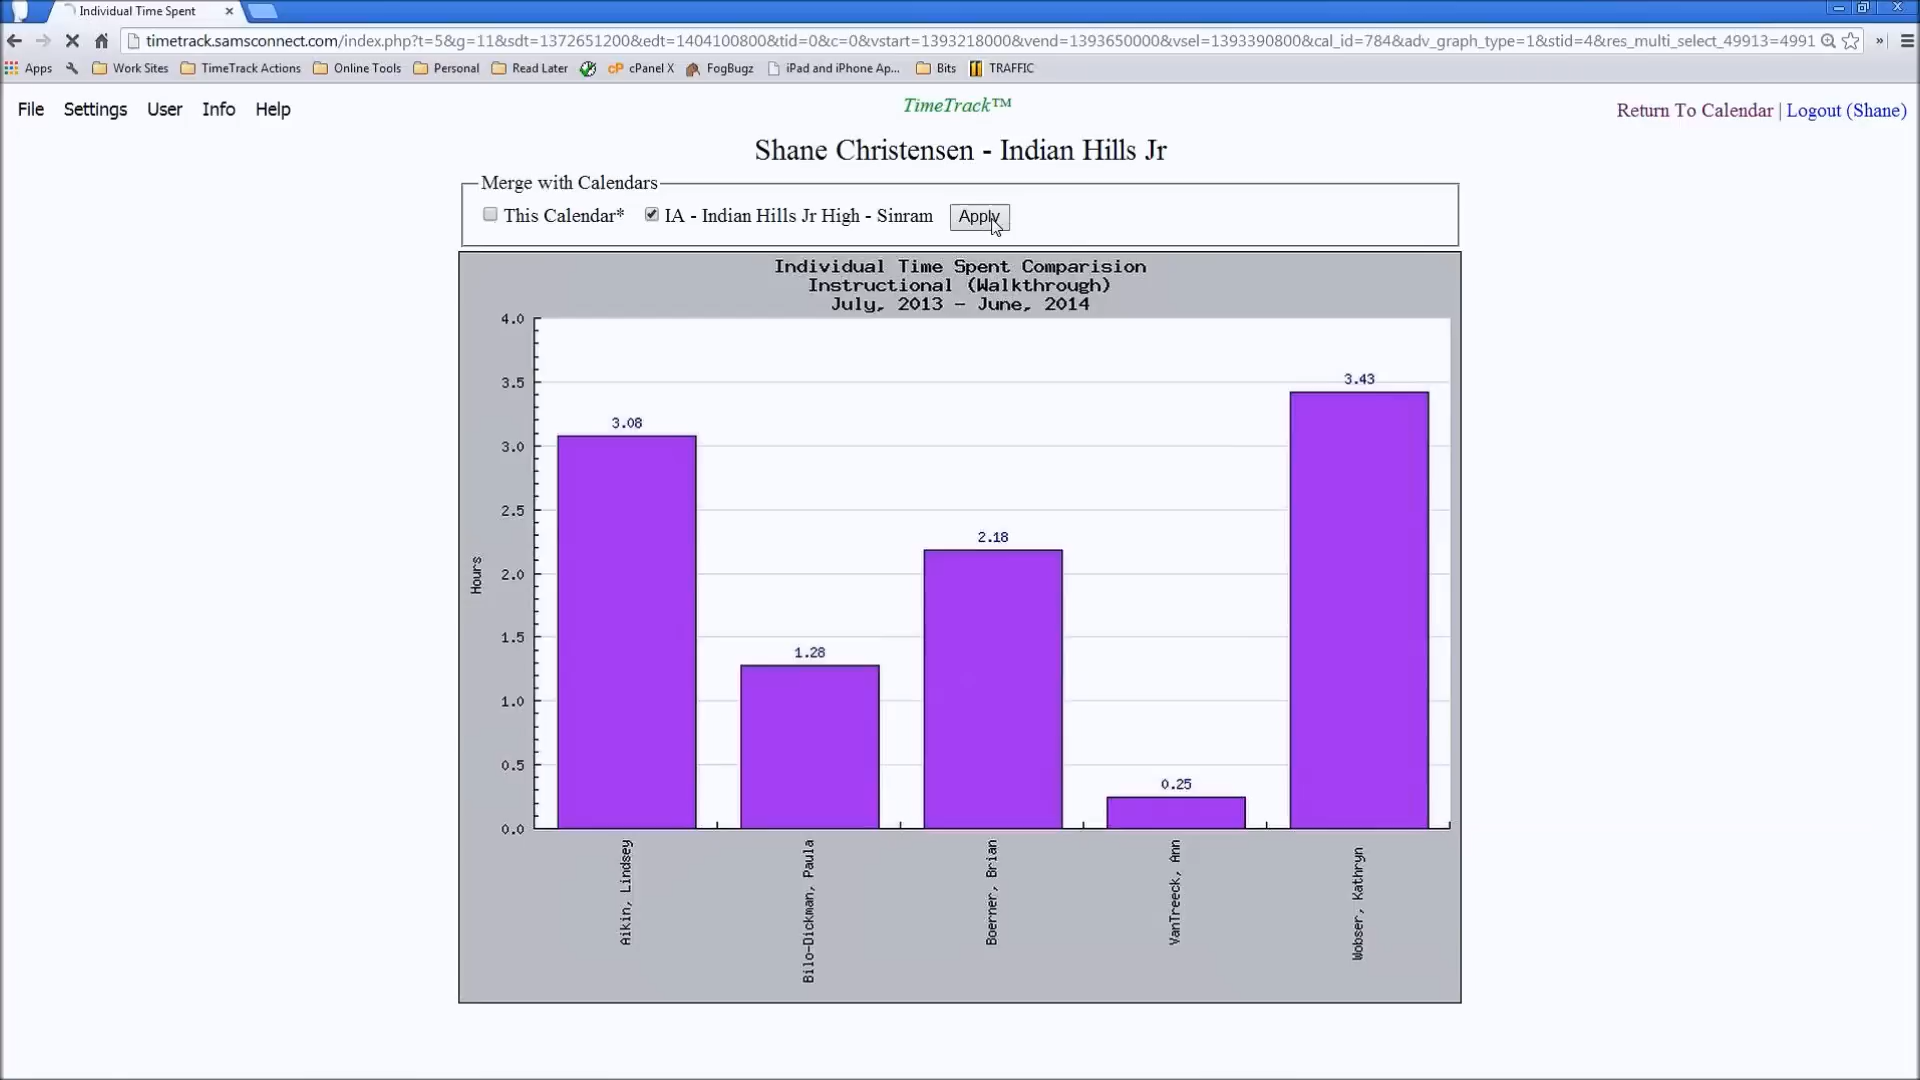 Individual Time Spent
timetrack.samsconnect.com/index.php?t=5&g=11&sdt=1372651200&edt=1404100800&tid=0&c=0&vstart=1393218000&vend=1393650000&vsel=1393390800&cal_id=784&adv_graph_type=1&stid=4&res_multi_select_49913=4991
Apps Work Sites TimeTrack Actions Online Tools Personal Read Later cPanel X FogBugz iPad and iPhone Ap... Bits TRAFFIC
File Settings User Info Help
TimeTrack™
Return To Calendar | Logout (Shane)
Shane Christensen - Indian Hills Jr
Merge with Calendars
This Calendar* IA - Indian Hills Jr High - Sinram Apply
Individual Time Spent Comparision
Instructional (Walkthrough)
July, 2013 - June, 2014
4.0
3.5
3.0
2.5
2.0
1.5
1.0
0.5
0.0
Hours
3.08
1.28
2.18
0.25
3.43
Aikin, Lindsey
Bilo-Dickman, Paula
Boerner, Brian
VanTreeck, Ann
Wobser, Kathryn